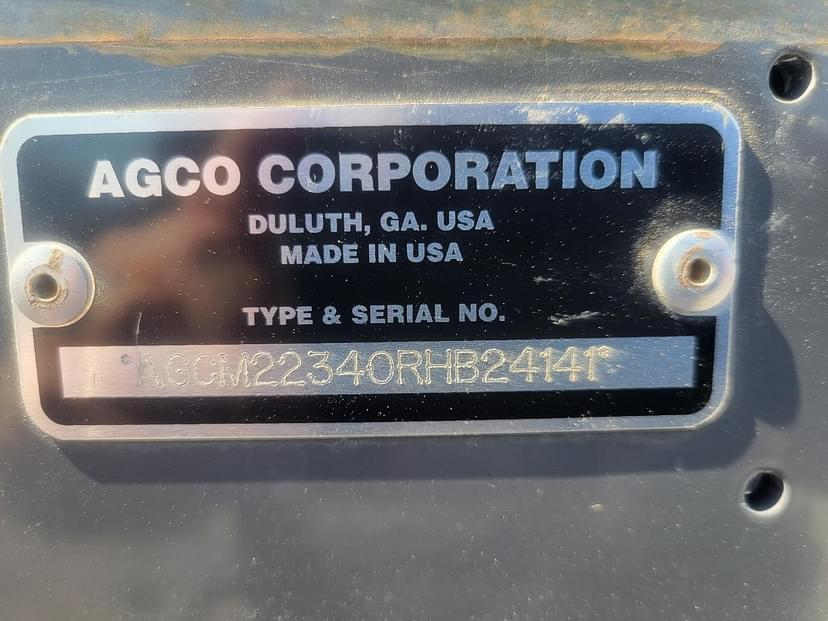 AGCO CORPORATION
DULUTH, GA. USA
MADE IN USA
TYPE & SERIAL NO.
*AGCM22340RHB24141*